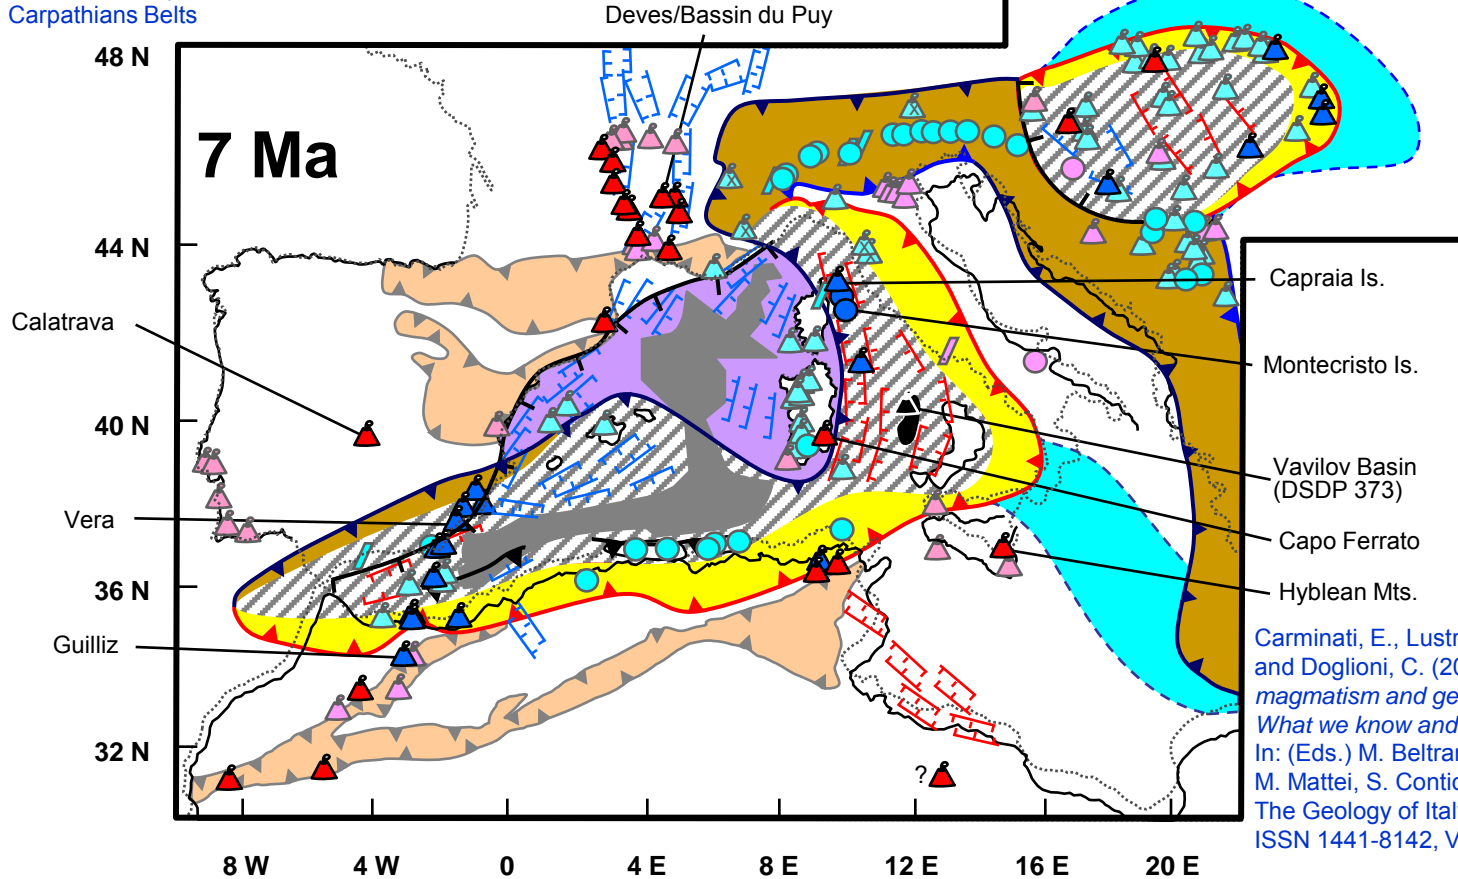 Carpathians Belts
Deves/Bassin du Puy
48 N
7 Ma
44 N
Capraia Is.
Calatrava
Montecristo Is.
40 N
Vavilov Basin
(DSDP 373)
Vera
Capo Ferrato
36 N
Hyblean Mts.
Guilliz
Carminati, E., Lustr
and Doglioni, C. (20
magmatism and ge
What we know and
In: (Eds.) M. Beltra
M. Mattei, S. Contic
The Geology of Ital
ISSN 1441-8142, V
32 N
?
8 W
4 W
0
4 E
8 E
12 E
16 E
20 E